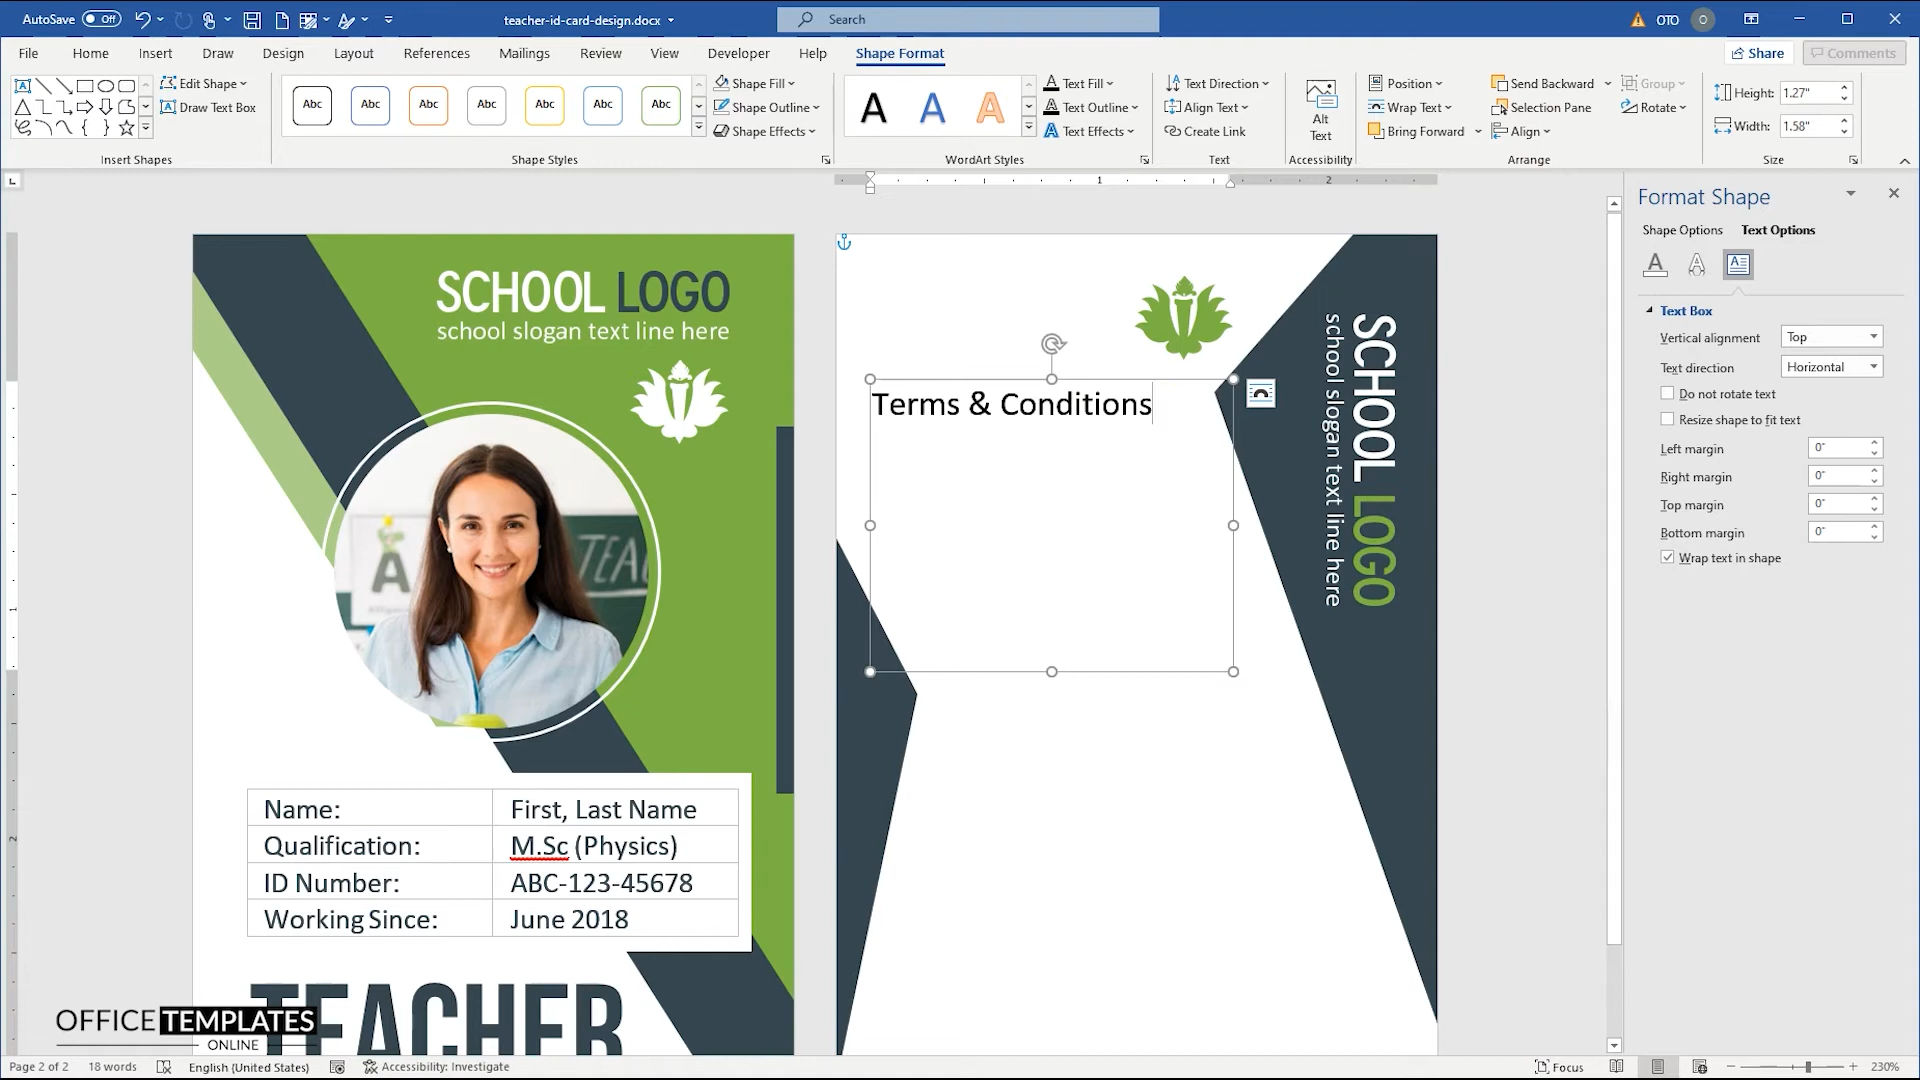 AutoSave Off
teacher-id-card-design.docx
Search
OTO O
File Home Insert Draw Design Layout References Mailings Review View Developer Help Shape Format
Share Comments
Edit Shape
Draw Text Box
Insert Shapes
Abc Abc Abc Abc Abc Abc Abc
Shape Fill
Shape Outline
Shape Effects
Shape Styles
A A A
Text Fill
Text Outline
Text Effects
WordArt Styles
Text Direction
Align Text
Create Link
Text
Alt
Text
Accessibility
Position
Wrap Text
Bring Forward
Send Backward
Selection Pane
Align
Group
Rotate
Arrange
Height: 1.27"
Width: 1.58"
Size
1 2
Format Shape
Shape Options Text Options
Text Box
Vertical alignment Top
Text direction Horizontal
Do not rotate text
Resize shape to fit text
Left margin 0"
Right margin 0"
Top margin 0"
Bottom margin 0"
Wrap text in shape
SCHOOL LOGO
school slogan text line here
A
TEA
Name: First, Last Name
Qualification: M.Sc (Physics)
ID Number: ABC-123-45678
Working Since: June 2018
TEACHER
OFFICE TEMPLATES
ONLINE
Terms & Conditions
SCHOOL LOGO
school slogan text line here
1
2
Page 2 of 2 18 words English (United States) Accessibility: Investigate
Focus 230%